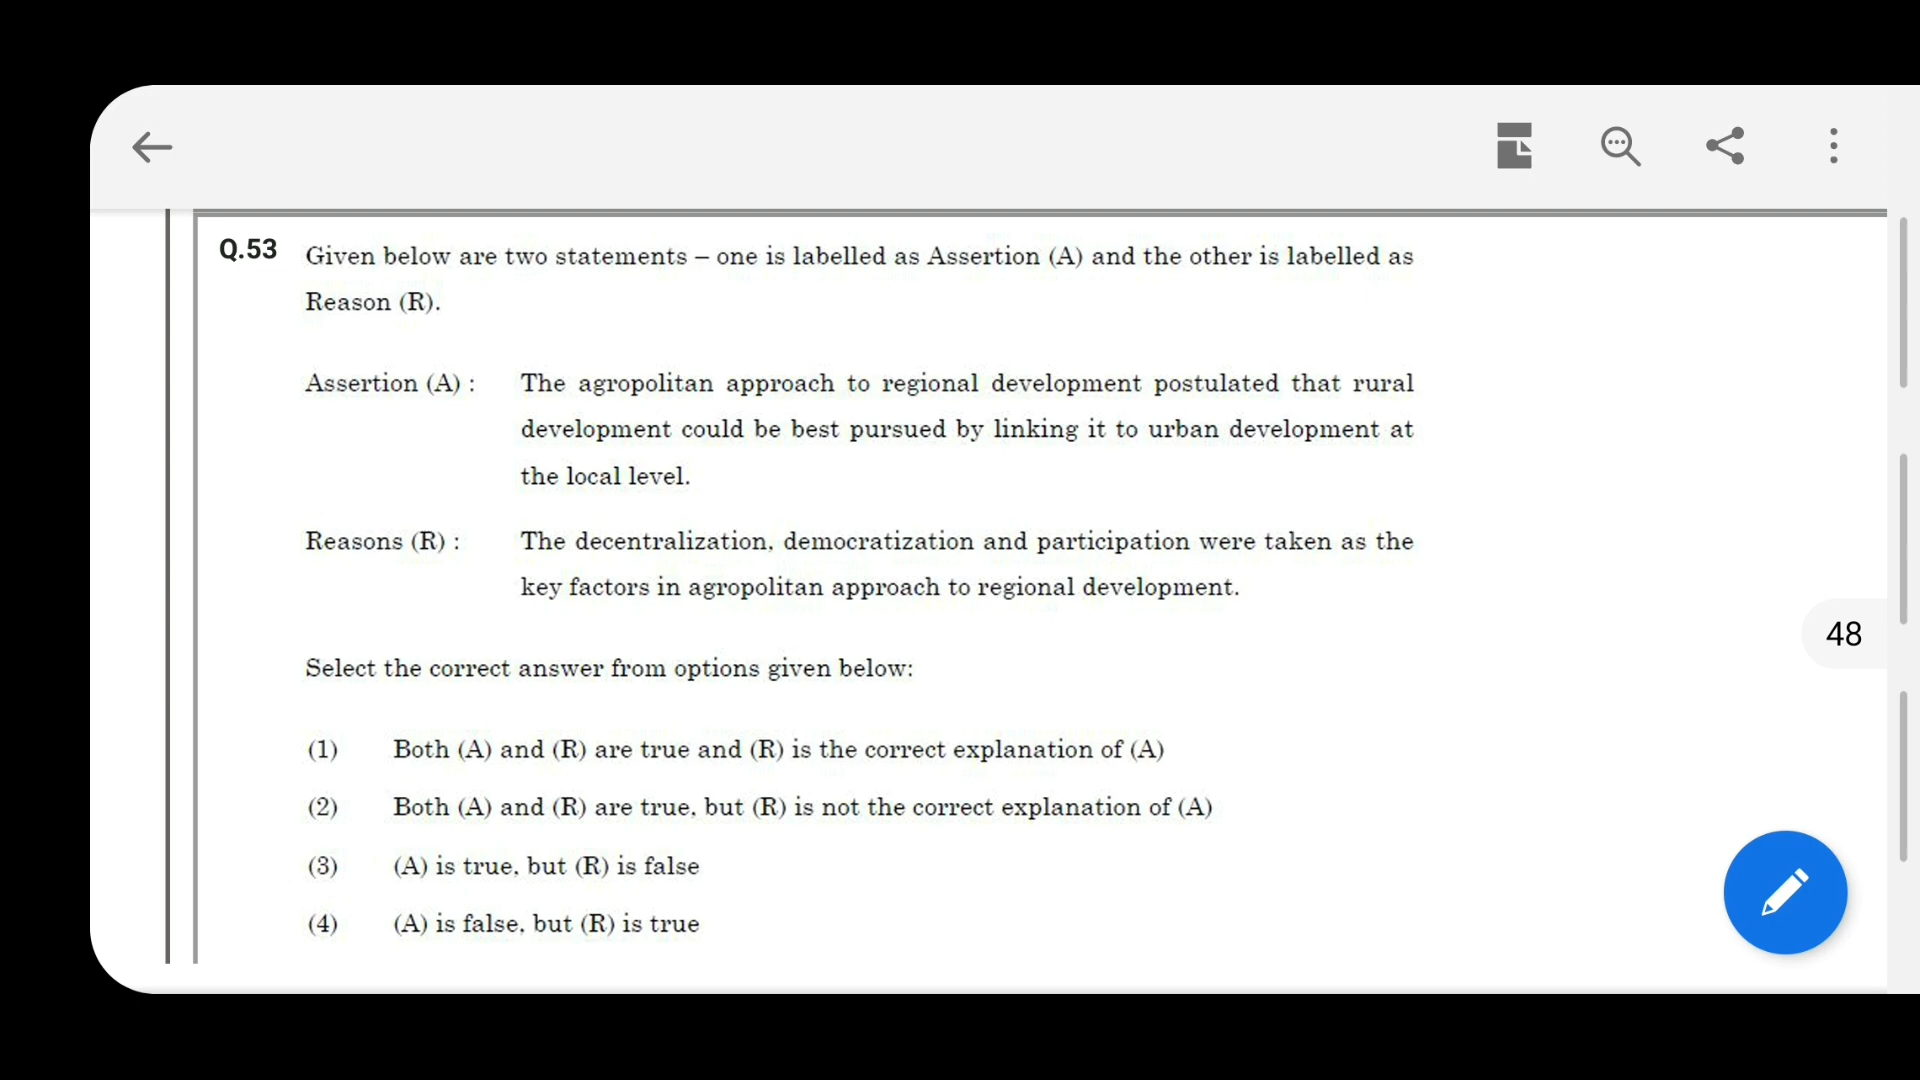 Q.53 Given below are two statements – one is labelled as Assertion (A) and the other is labelled as
Reason (R).
Assertion (A) : The agropolitan approach to regional development postulated that rural
development could be best pursued by linking it to urban development at
the local level.
Reasons (R) : The decentralization, democratization and participation were taken as the
key factors in agropolitan approach to regional development.
48
Select the correct answer from options given below:
(1) Both (A) and (R) are true and (R) is the correct explanation of (A)
(2) Both (A) and (R) are true, but (R) is not the correct explanation of (A)
(3) (A) is true, but (R) is false
(4) (A) is false, but (R) is true